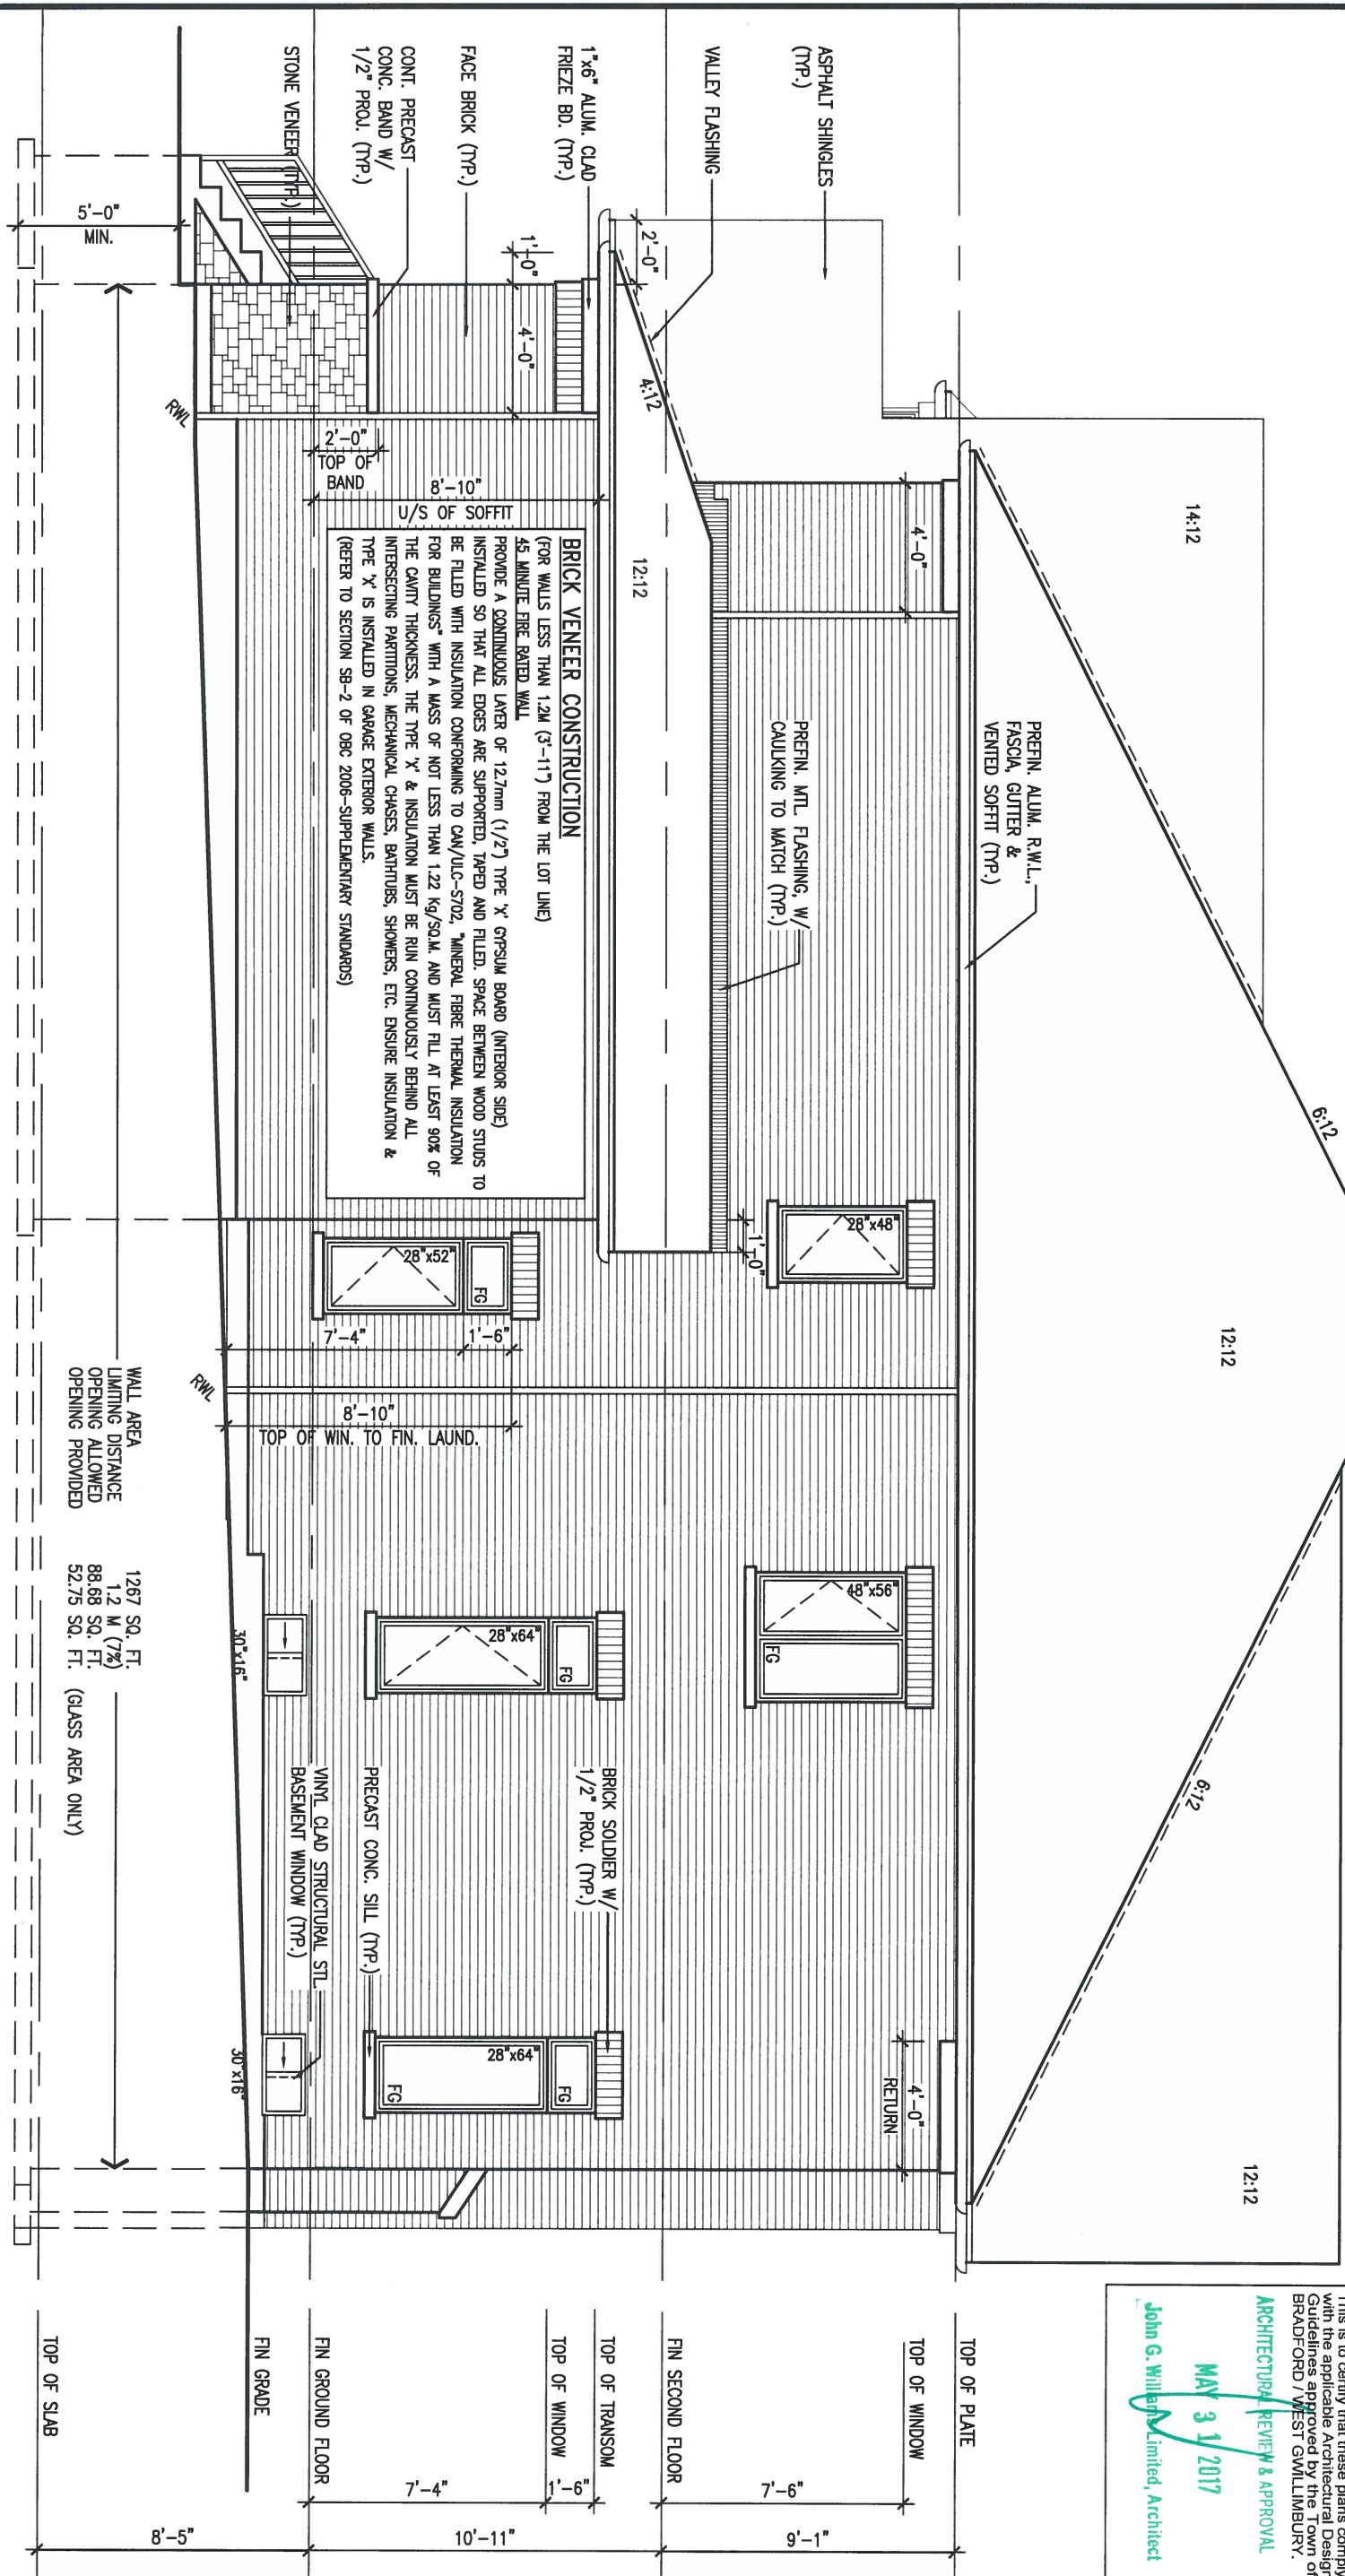 ASPHALT SHINGLES
(TYP.)
VALLEY FLASHING
1"x6" ALUM. CLAD
FRIEZE BD. (TYP.)
FACE BRICK (TYP.)
CONT. PRECAST
CONC. BAND W/
1/2" PROJ. (TYP.)
STONE VENEER (TYP.)
5'-0"
MIN.
2'-0"
1'-0"
4'-0"
4:12
RWL
2'-0"
TOP OF
BAND
8'-10"
U/S OF SOFFIT
12:12
14:12
4'-0"
PREFIN. ALUM. R.W.L.,
FASCIA, GUTTER &
VENTED SOFFIT (TYP.)
PREFIN. MTL. FLASHING, W/
CAULKING TO MATCH (TYP.)
BRICK VENEER CONSTRUCTION
(FOR WALLS LESS THAN 1.2M (3'-11") FROM THE LOT LINE)
45 MINUTE FIRE RATED WALL
PROVIDE A CONTINUOUS LAYER OF 12.7mm (1/2") TYPE 'X' GYPSUM BOARD (INTERIOR SIDE)
INSTALLED SO THAT ALL EDGES ARE SUPPORTED, TAPED AND FILLED. SPACE BETWEEN WOOD STUDS TO
BE FILLED WITH INSULATION CONFORMING TO CAN/ULC-S702, "MINERAL FIBRE THERMAL INSULATION
FOR BUILDINGS" WITH A MASS OF NOT LESS THAN 1.22 Kg/SQ.M. AND MUST FILL AT LEAST 90% OF
THE CAVITY THICKNESS. THE TYPE 'X' & INSULATION MUST BE RUN CONTINUOUSLY BEHIND ALL
INTERSECTING PARTITIONS, MECHANICAL CHASES, BATHTUBS, SHOWERS, ETC. ENSURE INSULATION &
TYPE 'X' IS INSTALLED IN GARAGE EXTERIOR WALLS.
(REFER TO SECTION SB-2 OF OBC 2006-SUPPLEMENTARY STANDARDS)
6:12
12:12
28"x48"
1'-0"
28"x52"
FG
7'-4"
1'-6"
RWL
8'-10"
TOP OF WIN. TO FIN. LAUND.
WALL AREA 1267 SQ. FT.
LIMITING DISTANCE 1.2 M (7%)
OPENING ALLOWED 88.68 SQ. FT.
OPENING PROVIDED 52.75 SQ. FT. (GLASS AREA ONLY)
48"x56"
FG
28"x64"
FG
30"x16"
BRICK SOLDIER W/
1/2" PROJ. (TYP.)
PRECAST CONC. SILL (TYP.)
VINYL CLAD STRUCTURAL STL.
BASEMENT WINDOW (TYP.)
6:12
28"x64"
FG
FG
30"x16"
4'-0"
RETURN
12:12
TOP OF PLATE
TOP OF WINDOW
FIN SECOND FLOOR
TOP OF TRANSOM
TOP OF WINDOW
FIN GROUND FLOOR
FIN GRADE
TOP OF SLAB
7'-6"
1'-6"
7'-4"
9'-1"
10'-11"
8'-5"
This is to certify that these plans comply
with the applicable Architectural Design
Guidelines approved by the Town of
BRADFORD / WEST GWILLIMBURY.
ARCHITECTURAL REVIEW & APPROVAL
MAY 31 2017
John G. Williams Limited, Architect